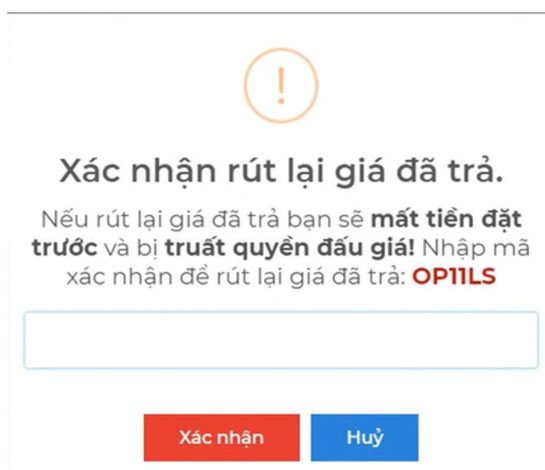 !
Xác nhận rút lại giá đã trả.
Nếu rút lại giá đã trả bạn sẽ mất tiền đặt
trước và bị truất quyền đấu giá! Nhập mã
xác nhận để rút lại giá đã trả: OP11LS
Xác nhận
Huỷ